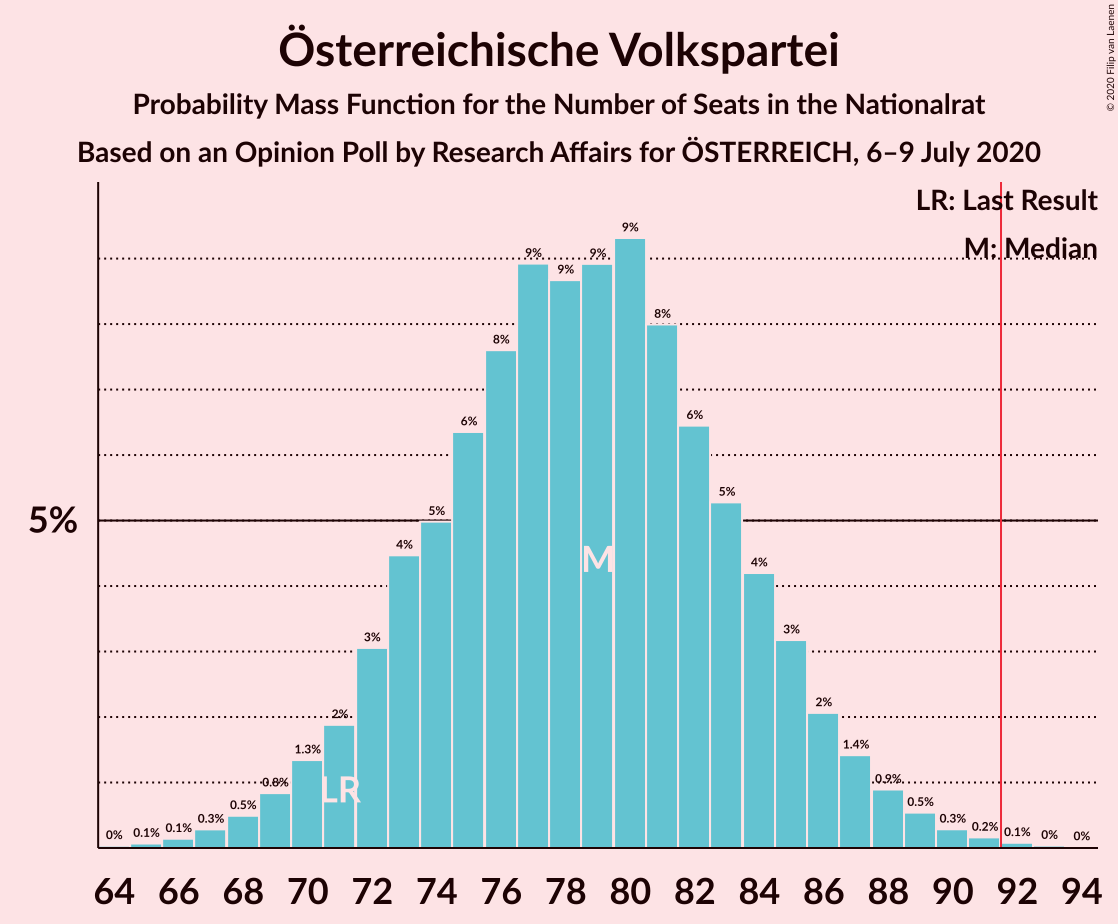 Österreichische Volkspartei
Probability Mass Function for the Number of Seats in the Nationalrat
Based on an Opinion Poll by Research Affairs for ÖSTERREICH, 6–9 July 2020
© 2020 Filip van Laenen
LR: Last Result
M: Median
5%
0% 0.1% 0.1% 0.3% 0.5% 0.8% 1.3% 2% 3% 4% 5% 6% 8% 9% 9% 9% 9% 8% 6% 5% 4% 3% 2% 1.4% 0.9% 0.5% 0.3% 0.2% 0.1% 0% 0%
M
LR
64 66 68 70 72 74 76 78 80 82 84 86 88 90 92 94